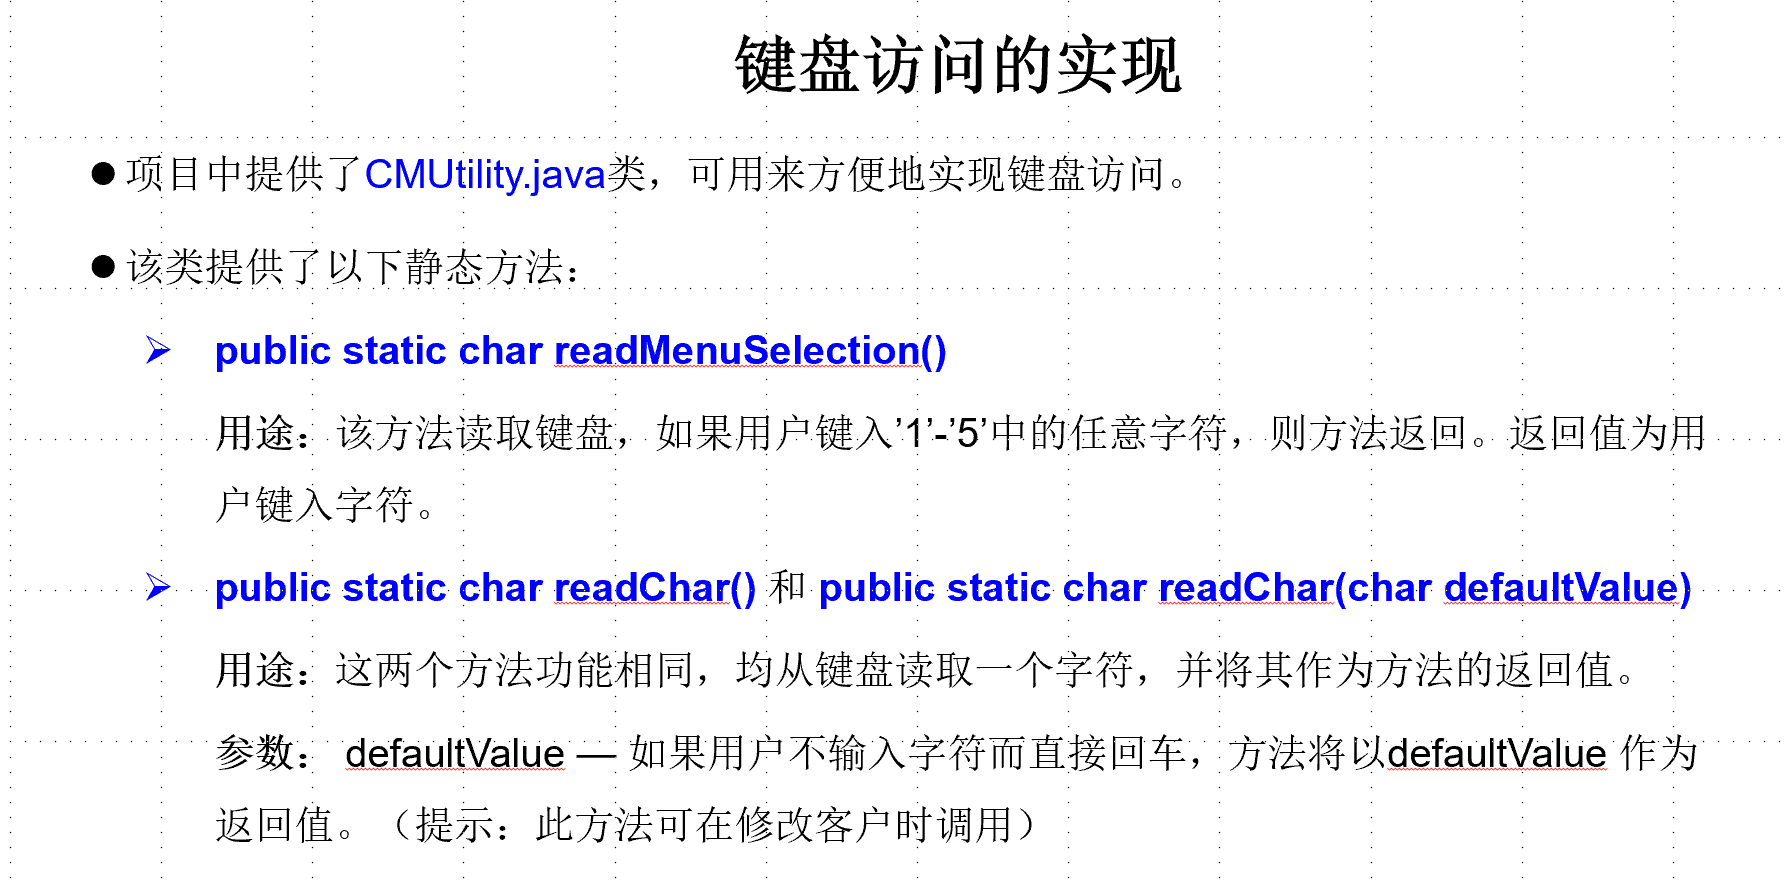 键盘访问的实现
项目中提供了CMUtility.java类，可用来方便地实现键盘访问。
该类提供了以下静态方法：
public static char readMenuSelection()
用途：该方法读取键盘，如果用户键入’1’-’5’中的任意字符，则方法返回。返回值为用
户键入字符。
public static char readChar() 和 public static char readChar(char defaultValue)
用途：这两个方法功能相同，均从键盘读取一个字符，并将其作为方法的返回值。
参数： defaultValue — 如果用户不输入字符而直接回车，方法将以defaultValue 作为
返回值。（提示：此方法可在修改客户时调用）